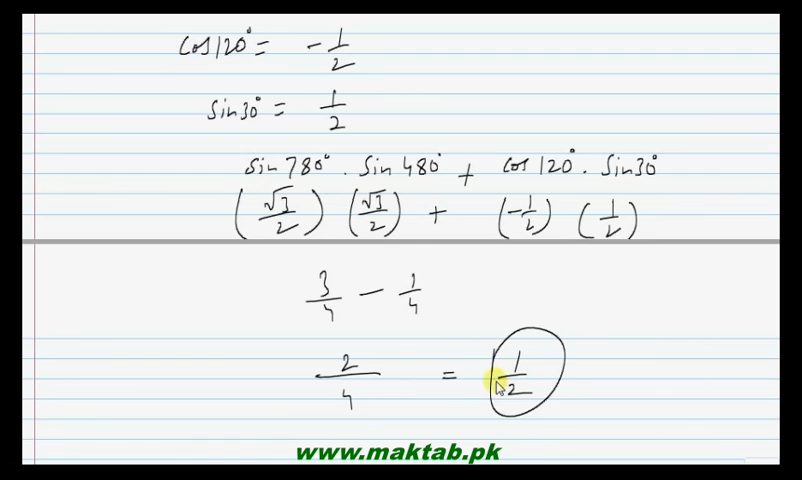 cos120° = -1/2
sin30° = 1/2
sin780° . sin480° + cos120° . sin30°
(√3/2) (√3/2) + (-1/2) (1/2)
3/4 - 1/4
2/4 = 1/2
www.maktab.pk